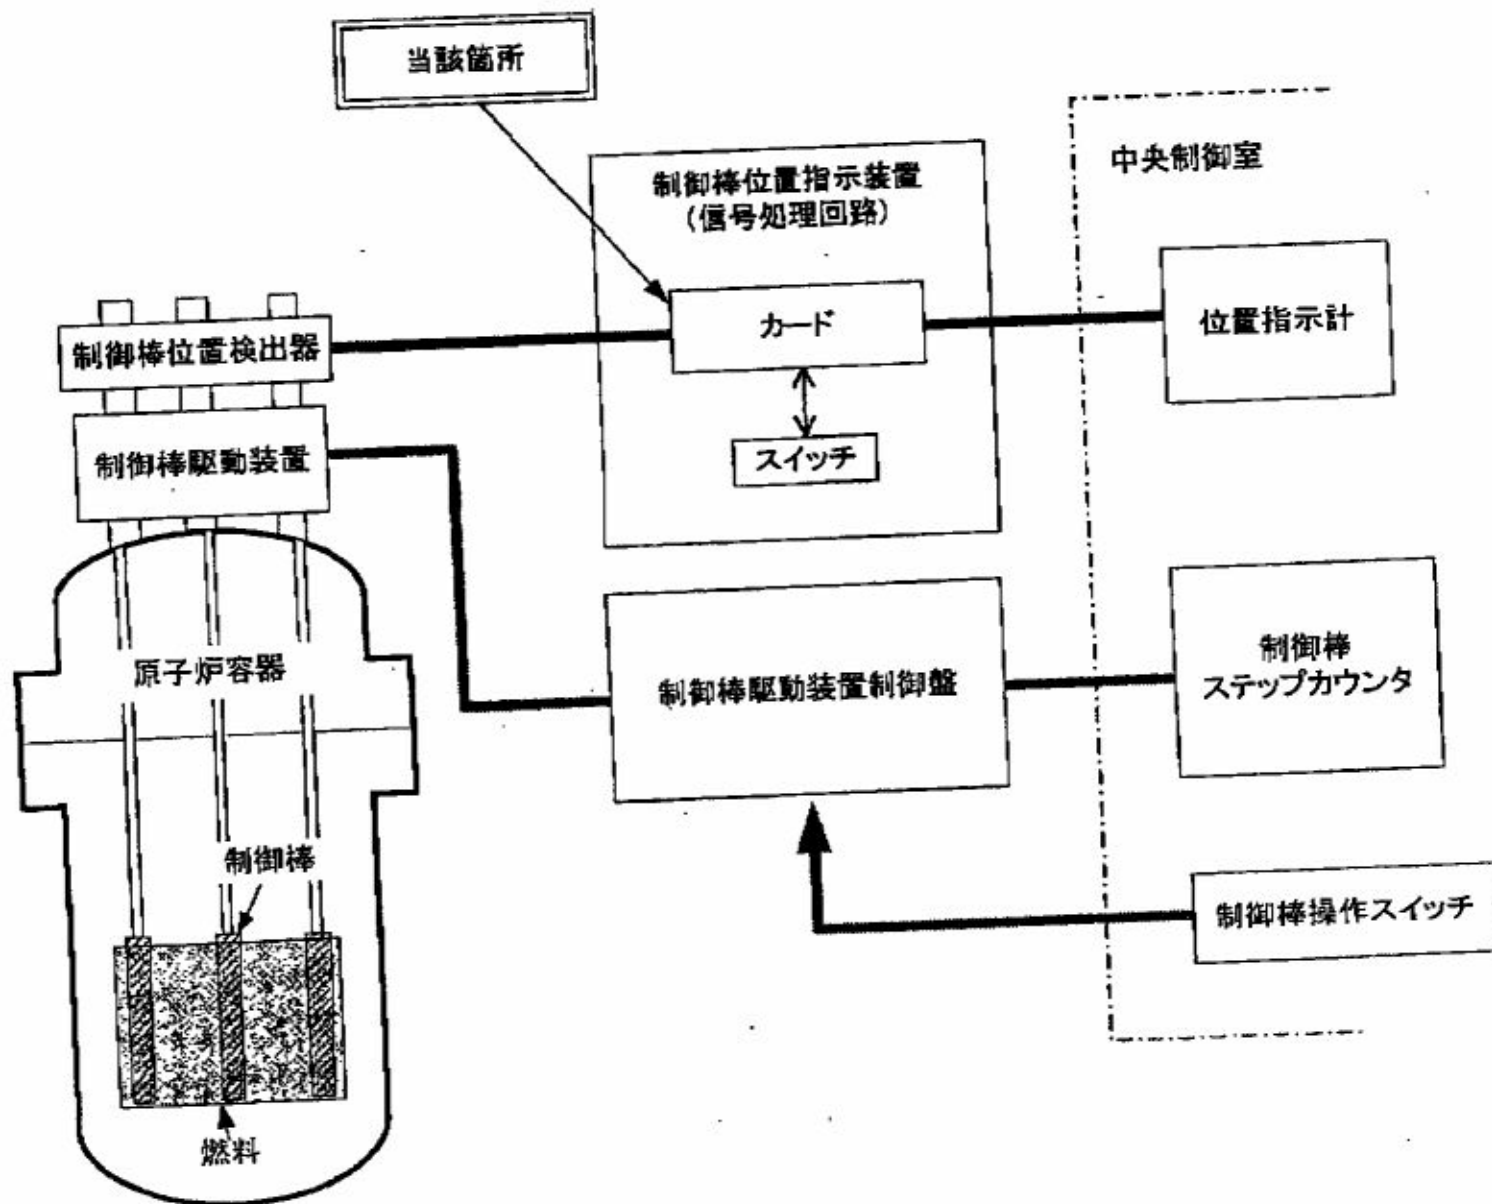 当該箇所
中央制御室
制御棒位置指示装置
(信号処理回路)
カード
位置指示計
制御棒位置検出器
スイッチ
制御棒駆動装置
原子炉容器
制御棒駆動装置制御盤
制御棒
ステップカウンタ
制御棒
制御棒操作スイッチ
燃料